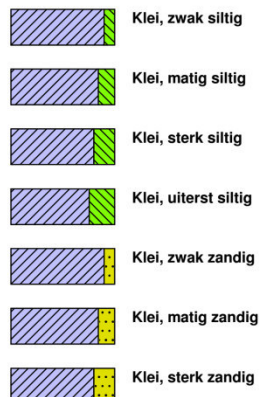 Klei, zwak siltig
Klei, matig siltig
Klei, sterk siltig
Klei, uiterst siltig
Klei, zwak zandig
Klei, matig zandig
Klei, sterk zandig